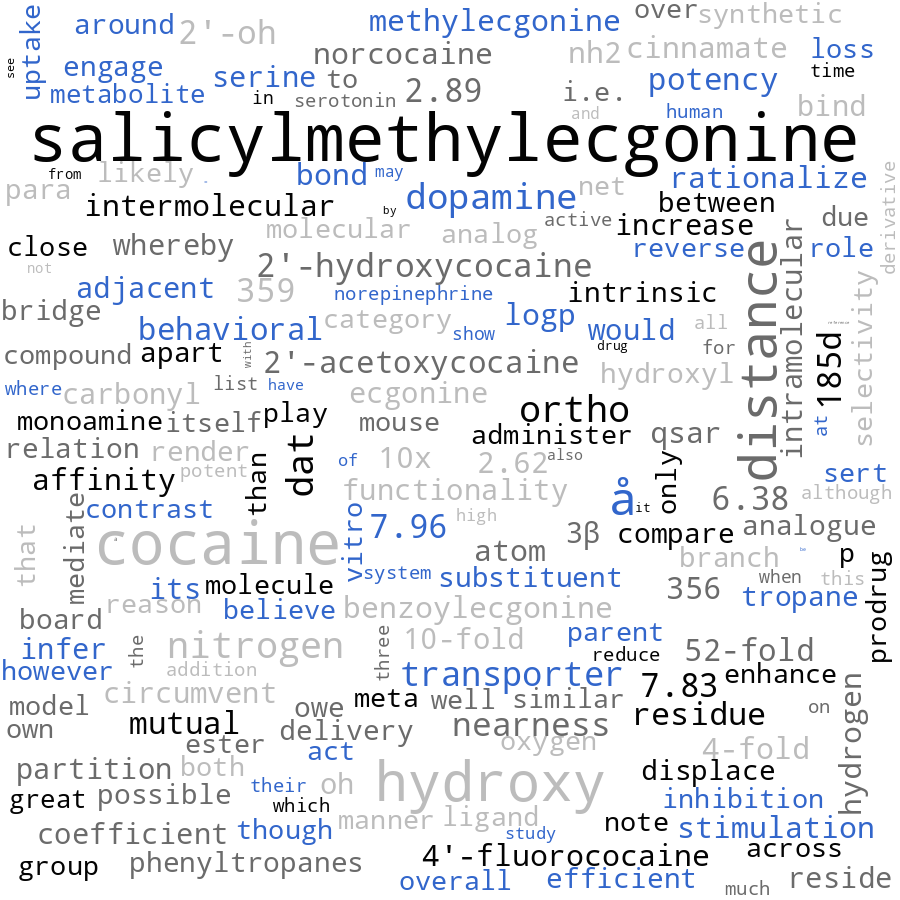 uptake around 2'-oh methylecgonine over synthetic
see engage norcocaine nh2 cinnamate loss
metabolite serine to 2.89 i.e. potency time
in serotonin and human bind
salicylmethylecgonine
from likely bond may dopamine net rationalize derivative
para intermolecular by active between
close whereby molecular analog increase due
not 2'-hydroxycocaine reverse role
adjacent 359 norepinephrine intrinsic distance intramolecular selectivity
bridge behavioral category show logp would all
compound apart with 2'-acetoxycocaine drug for 185d
where carbonyl list have ecgonine hydroxyl
monoamine itself play mouse ortho at
relation render dat of 10x administer qsar
affinity potent than 2.62 also only sert
contrast functionality å it 6.38 although
that mediate cocaine vitro 7.96 high 3β compare analogue
atom branch p
its molecule system substituent 356 when this prodrug
board reason believe benzoylecgonine tropane
infer the nitrogen three 10-fold parent 52-fold
however addition transporter reduce 7.83 enhance
model circumvent owe meta well similar residue on hydrogen
own mutual ester delivery nearness
partition both act oxygen 4-fold
great possible their oh hydroxy displace
which inhibition
coefficient though manner ligand study note stimulation
group phenyltropanes 4'-fluorococaine across
overall efficient much reside